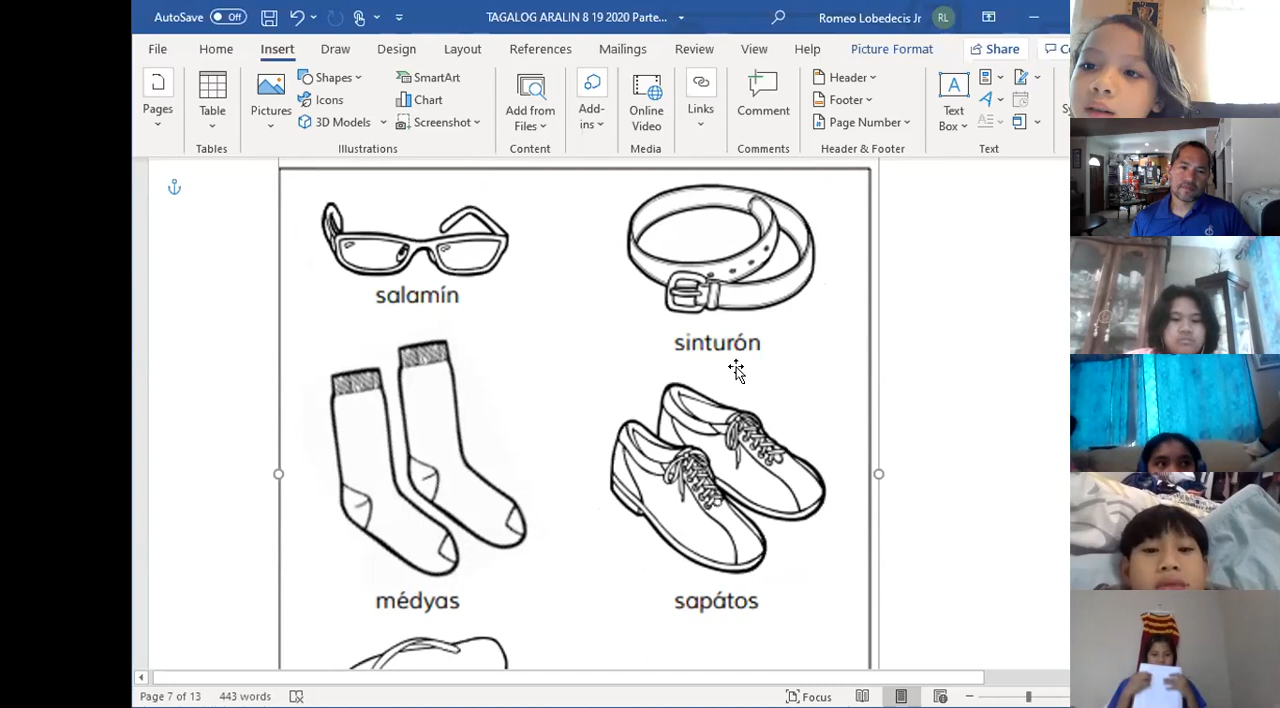 AutoSave Off TAGALOG ARALIN 8 19 2020 Parte... Romeo Lobedecis Jr RL
File Home Insert Draw Design Layout References Mailings Review View Help Picture Format Share
Pages
Table
Tables
Pictures
Shapes
Icons
3D Models
SmartArt
Chart
Screenshot
Illustrations
Add from
Files
Content
Add-
ins
Online
Video
Media
Links
Comment
Comments
Header
Footer
Page Number
Header & Footer
Text
Box
Text
salamín
sinturón
médyas
sapátos
Page 7 of 13 443 words Focus